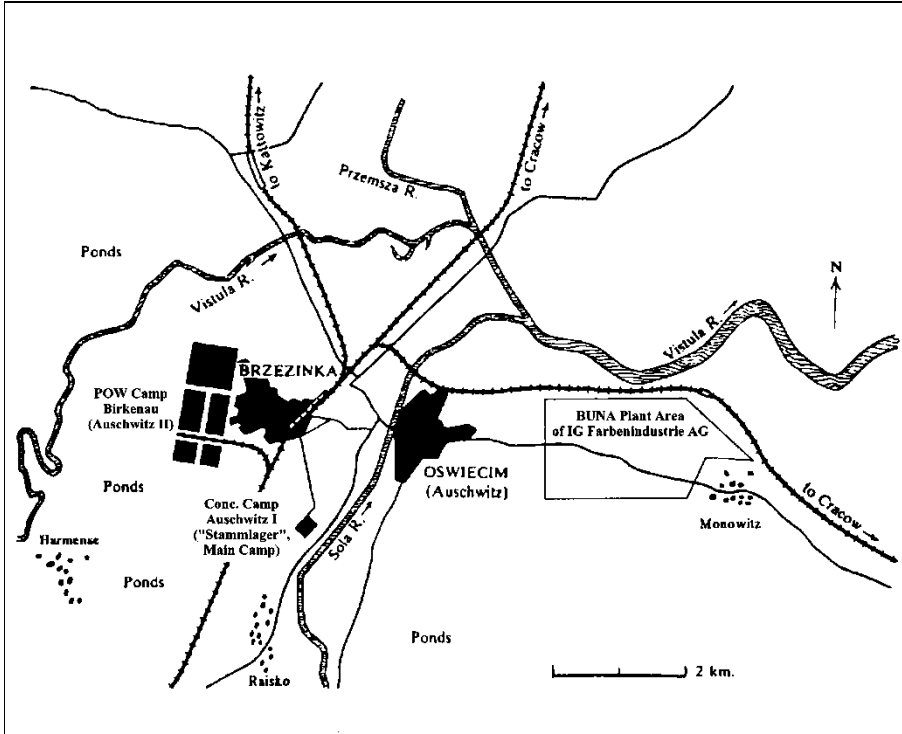 to Kattowitz
Przemsza R.
to Cracow
Ponds
Vistula R.
N
Vistula R.
BRZEZINKA
POW Camp
Birkenau
(Auschwitz II)
BUNA Plant Area
of IG Farbenindustrie AG
OSWIECIM
(Auschwitz)
Ponds
Conc. Camp
Auschwitz I
("Stammlager",
Main Camp)
Sola R.
to Cracow
Monowitz
Harmense
Ponds
Ponds
Raisko
2 km.